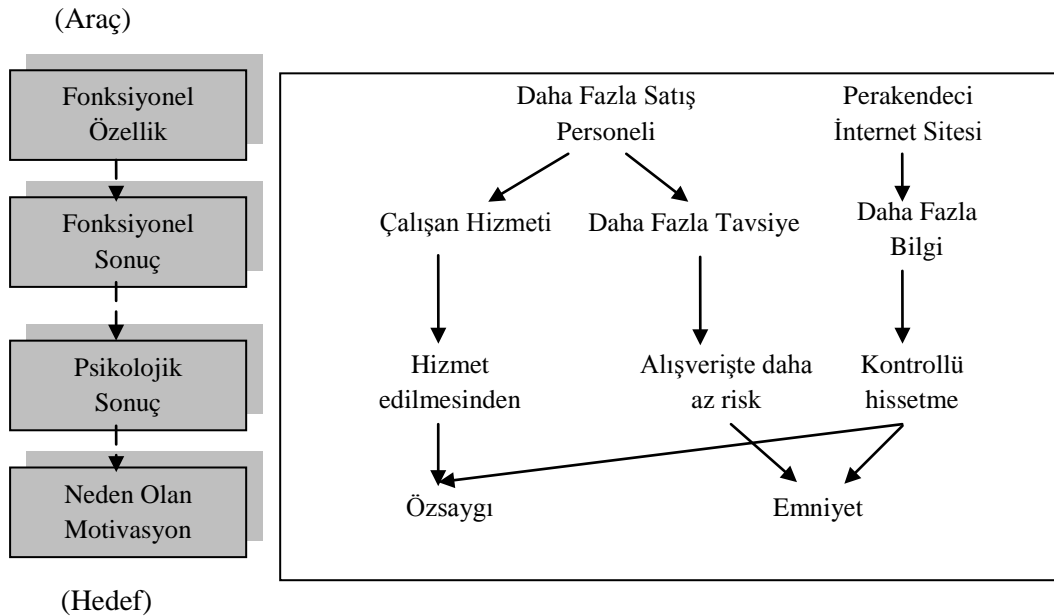 (Araç)
Fonksiyonel
Özellik
Fonksiyonel
Sonuç
Psikolojik
Sonuç
Neden Olan
Motivasyon
(Hedef)
Daha Fazla Satış
Personeli
Perakendeci
İnternet Sitesi
Çalışan Hizmeti
Daha Fazla Tavsiye
Daha Fazla
Bilgi
Hizmet
edilmesinden
Alışverişte daha
az risk
Kontrollü
hissetme
Özsaygı
Emniyet